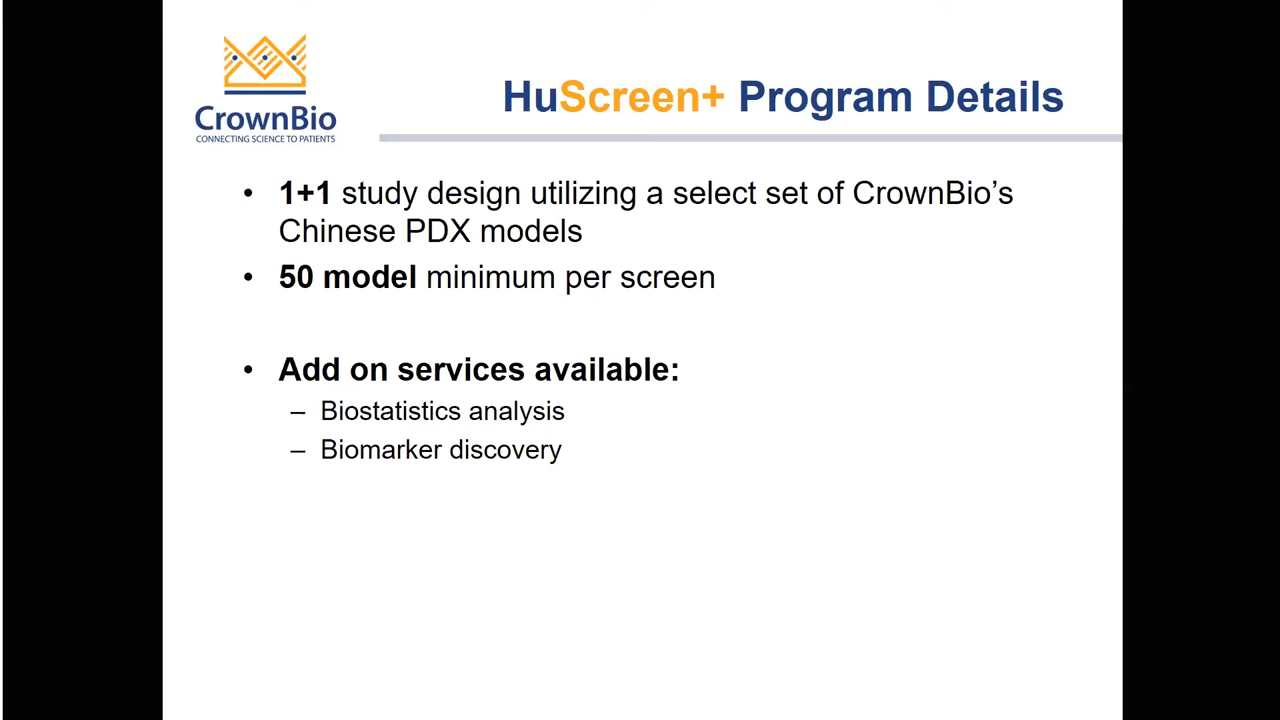 CrownBio
CONNECTING SCIENCE TO PATIENTS
HuScreen+ Program Details
• 1+1 study design utilizing a select set of CrownBio’s
Chinese PDX models
• 50 model minimum per screen
• Add on services available:
– Biostatistics analysis
– Biomarker discovery